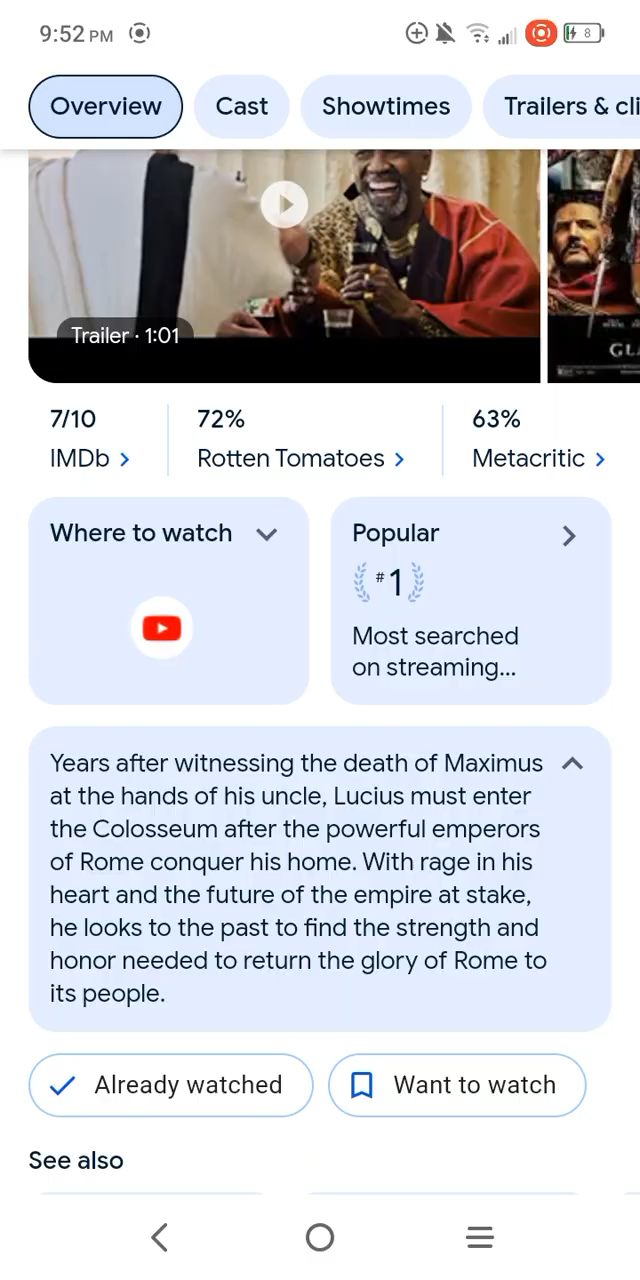 9:52 PM
8
Overview
Cast
Showtimes
Trailers & cli
Trailer · 1:01
GL
7/10
72%
63%
IMDb
Rotten Tomatoes
Metacritic
Where to watch
Popular
#1
Most searched
on streaming...
Years after witnessing the death of Maximus
at the hands of his uncle, Lucius must enter
the Colosseum after the powerful emperors
of Rome conquer his home. With rage in his
heart and the future of the empire at stake,
he looks to the past to find the strength and
honor needed to return the glory of Rome to
its people.
Already watched
Want to watch
See also